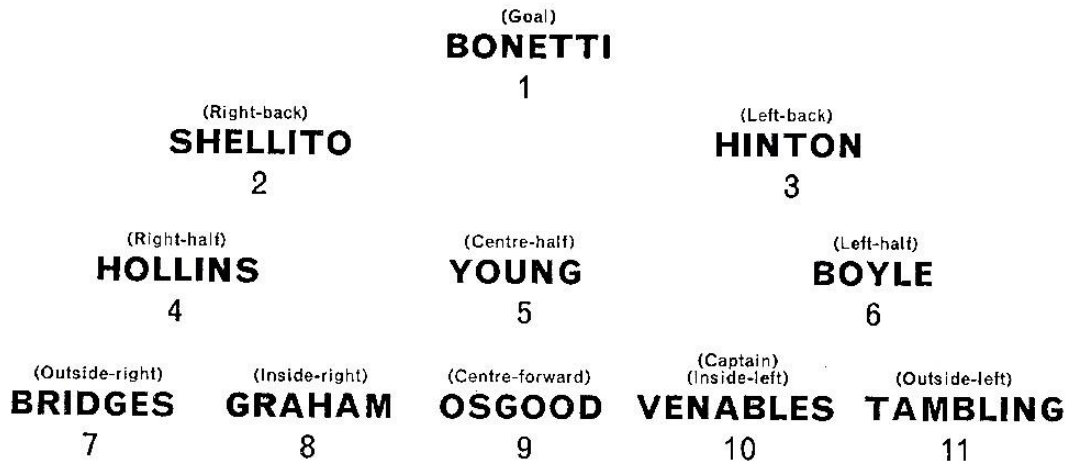 (Goal)
BONETTI
1
(Right-back) (Left-back)
SHELLITO HINTON
2 3
(Right-half) (Centre-half) (Left-half)
HOLLINS YOUNG BOYLE
4 5 6
(Captain)
(Outside-right) (Inside-right) (Centre-forward) (Inside-left) (Outside-left)
BRIDGES GRAHAM OSGOOD VENABLES TAMBLING
7 8 9 10 11